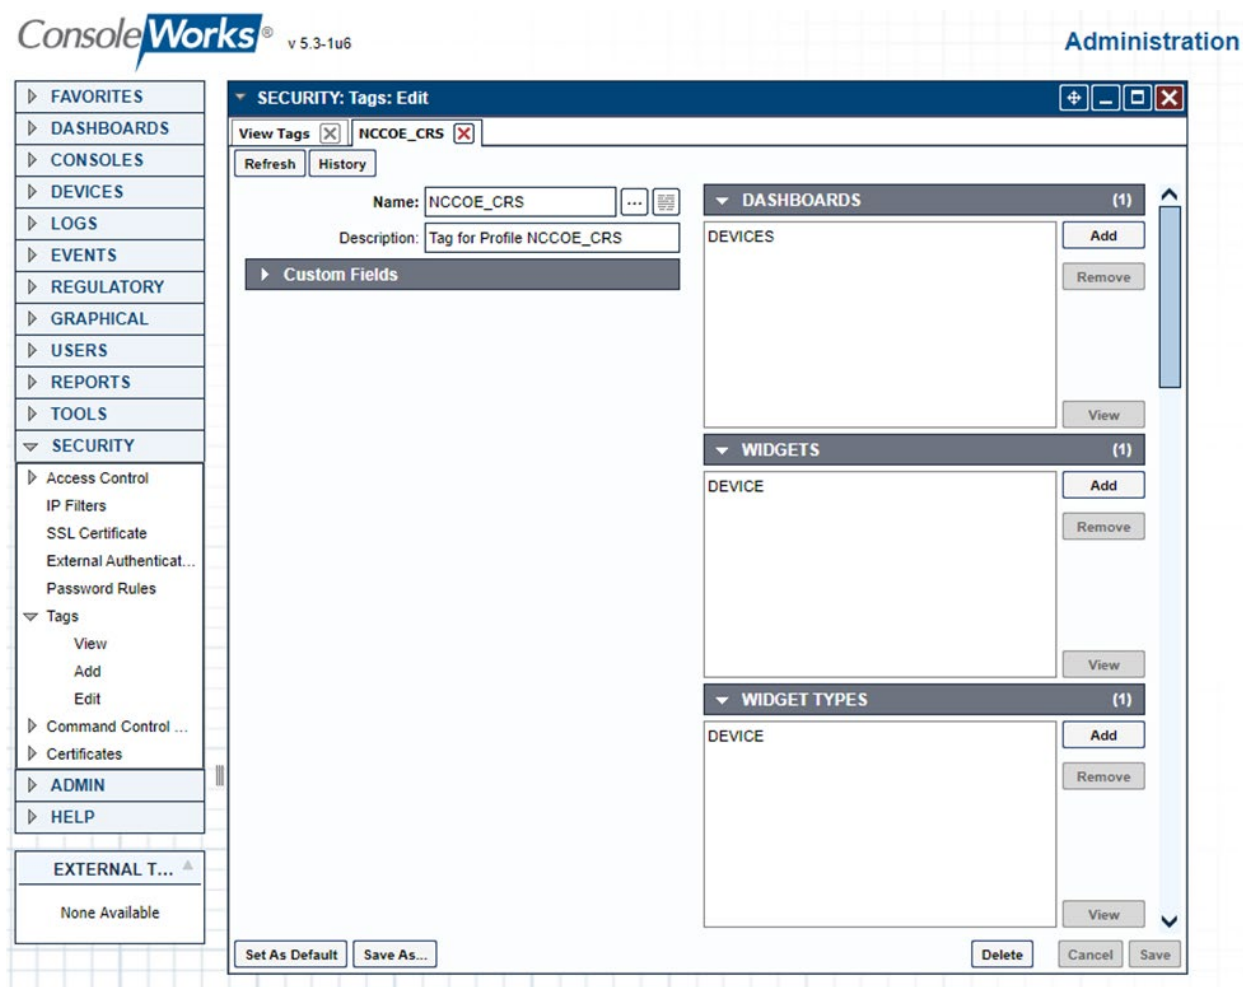 ConsoleWorks® v 5.3-1u6
Administration
FAVORITES
DASHBOARDS
CONSOLES
DEVICES
LOGS
EVENTS
REGULATORY
GRAPHICAL
USERS
REPORTS
TOOLS
SECURITY
Access Control
IP Filters
SSL Certificate
External Authenticat...
Password Rules
Tags
View
Add
Edit
Command Control ...
Certificates
ADMIN
HELP
EXTERNAL T...
None Available
SECURITY: Tags: Edit
View Tags NCCOE_CRS
Refresh History
Name: NCCOE_CRS ...
Description: Tag for Profile NCCOE_CRS
Custom Fields
DASHBOARDS (1)
DEVICES Add
Remove
View
WIDGETS (1)
DEVICE Add
Remove
View
WIDGET TYPES (1)
DEVICE Add
Remove
View
Set As Default Save As... Delete Cancel Save